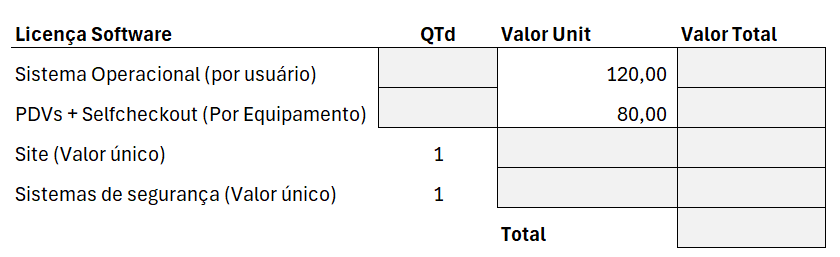 Licença Software QTd Valor Unit Valor Total
Sistema Operacional (por usuário) 120,00
PDVs + Selfcheckout (Por Equipamento) 80,00
Site (Valor único) 1
Sistemas de segurança (Valor único) 1
Total